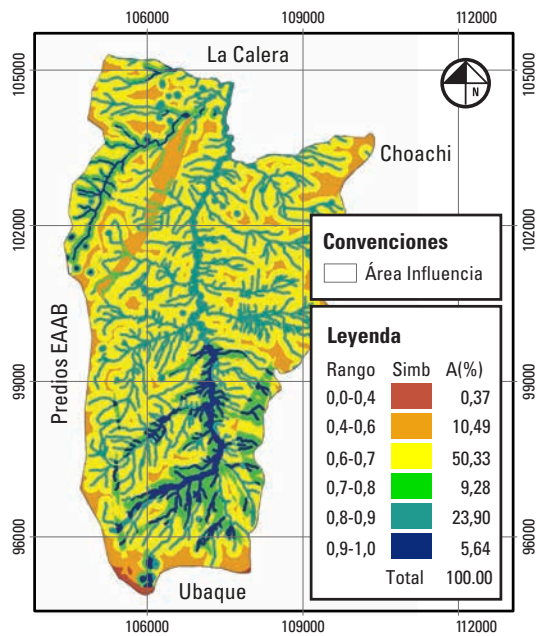 106000 109000 112000
La Calera
105000 105000
N
Choachi
102000 102000
Convenciones
Área Influencia
Predios EAAB
Leyenda
Rango Simb A(%)
0,0-0,4 0,37
99000 99000
0,4-0,6 10,49
0,6-0,7 50,33
0,7-0,8 9,28
0,8-0,9 23,90
96000 96000
0,9-1,0 5,64
Total 100.00
Ubaque
106000 109000 112000